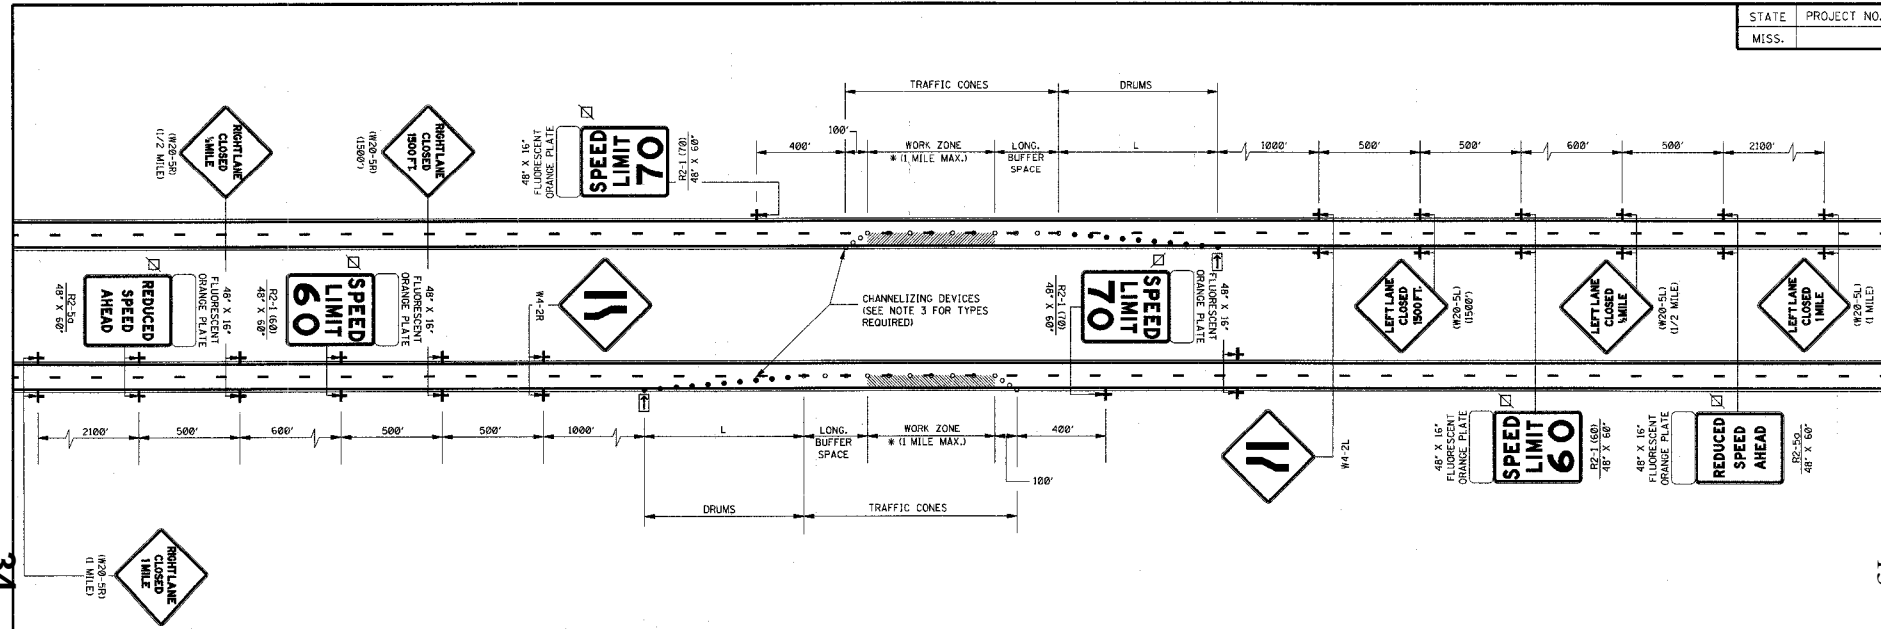 STATE PROJECT NO.
MISS.
TRAFFIC CONES
DRUMS
100'
400'
WORK ZONE
* (1 MILE MAX.)
LONG.
BUFFER
SPACE
L
1000'
500'
500'
600'
500'
2100'
RIGHT LANE
CLOSED
½ MILE
(W20-5R)
(1/2 MILE)
RIGHT LANE
CLOSED
1500 FT.
(W20-5R)
(1500')
48" X 16"
FLUORESCENT
ORANGE PLATE
SPEED
LIMIT
70
R2-1 (70)
48" X 60"
REDUCED
SPEED
AHEAD
R2-5a
48" X 60"
48" X 16"
FLUORESCENT
ORANGE PLATE
SPEED
LIMIT
60
R2-1 (60)
48" X 60"
48" X 16"
FLUORESCENT
ORANGE PLATE
W4-2R
CHANNELIZING DEVICES
(SEE NOTE 3 FOR TYPES
REQUIRED)
SPEED
LIMIT
70
R2-1 (70)
48" X 60"
48" X 16"
FLUORESCENT
ORANGE PLATE
LEFT LANE
CLOSED
1500 FT.
(W20-5L)
(1500')
LEFT LANE
CLOSED
½ MILE
(W20-5L)
(1/2 MILE)
LEFT LANE
CLOSED
1 MILE
(W20-5L)
(1 MILE)
2100'
500'
600'
500'
500'
1000'
L
LONG.
BUFFER
SPACE
WORK ZONE
* (1 MILE MAX.)
400'
100'
DRUMS
TRAFFIC CONES
W4-2L
48" X 16"
FLUORESCENT
ORANGE PLATE
SPEED
LIMIT
60
R2-1 (60)
48" X 60"
48" X 16"
FLUORESCENT
ORANGE PLATE
REDUCED
SPEED
AHEAD
R2-5a
48" X 60"
RIGHT LANE
CLOSED
1 MILE
(W20-5R)
(1 MILE)